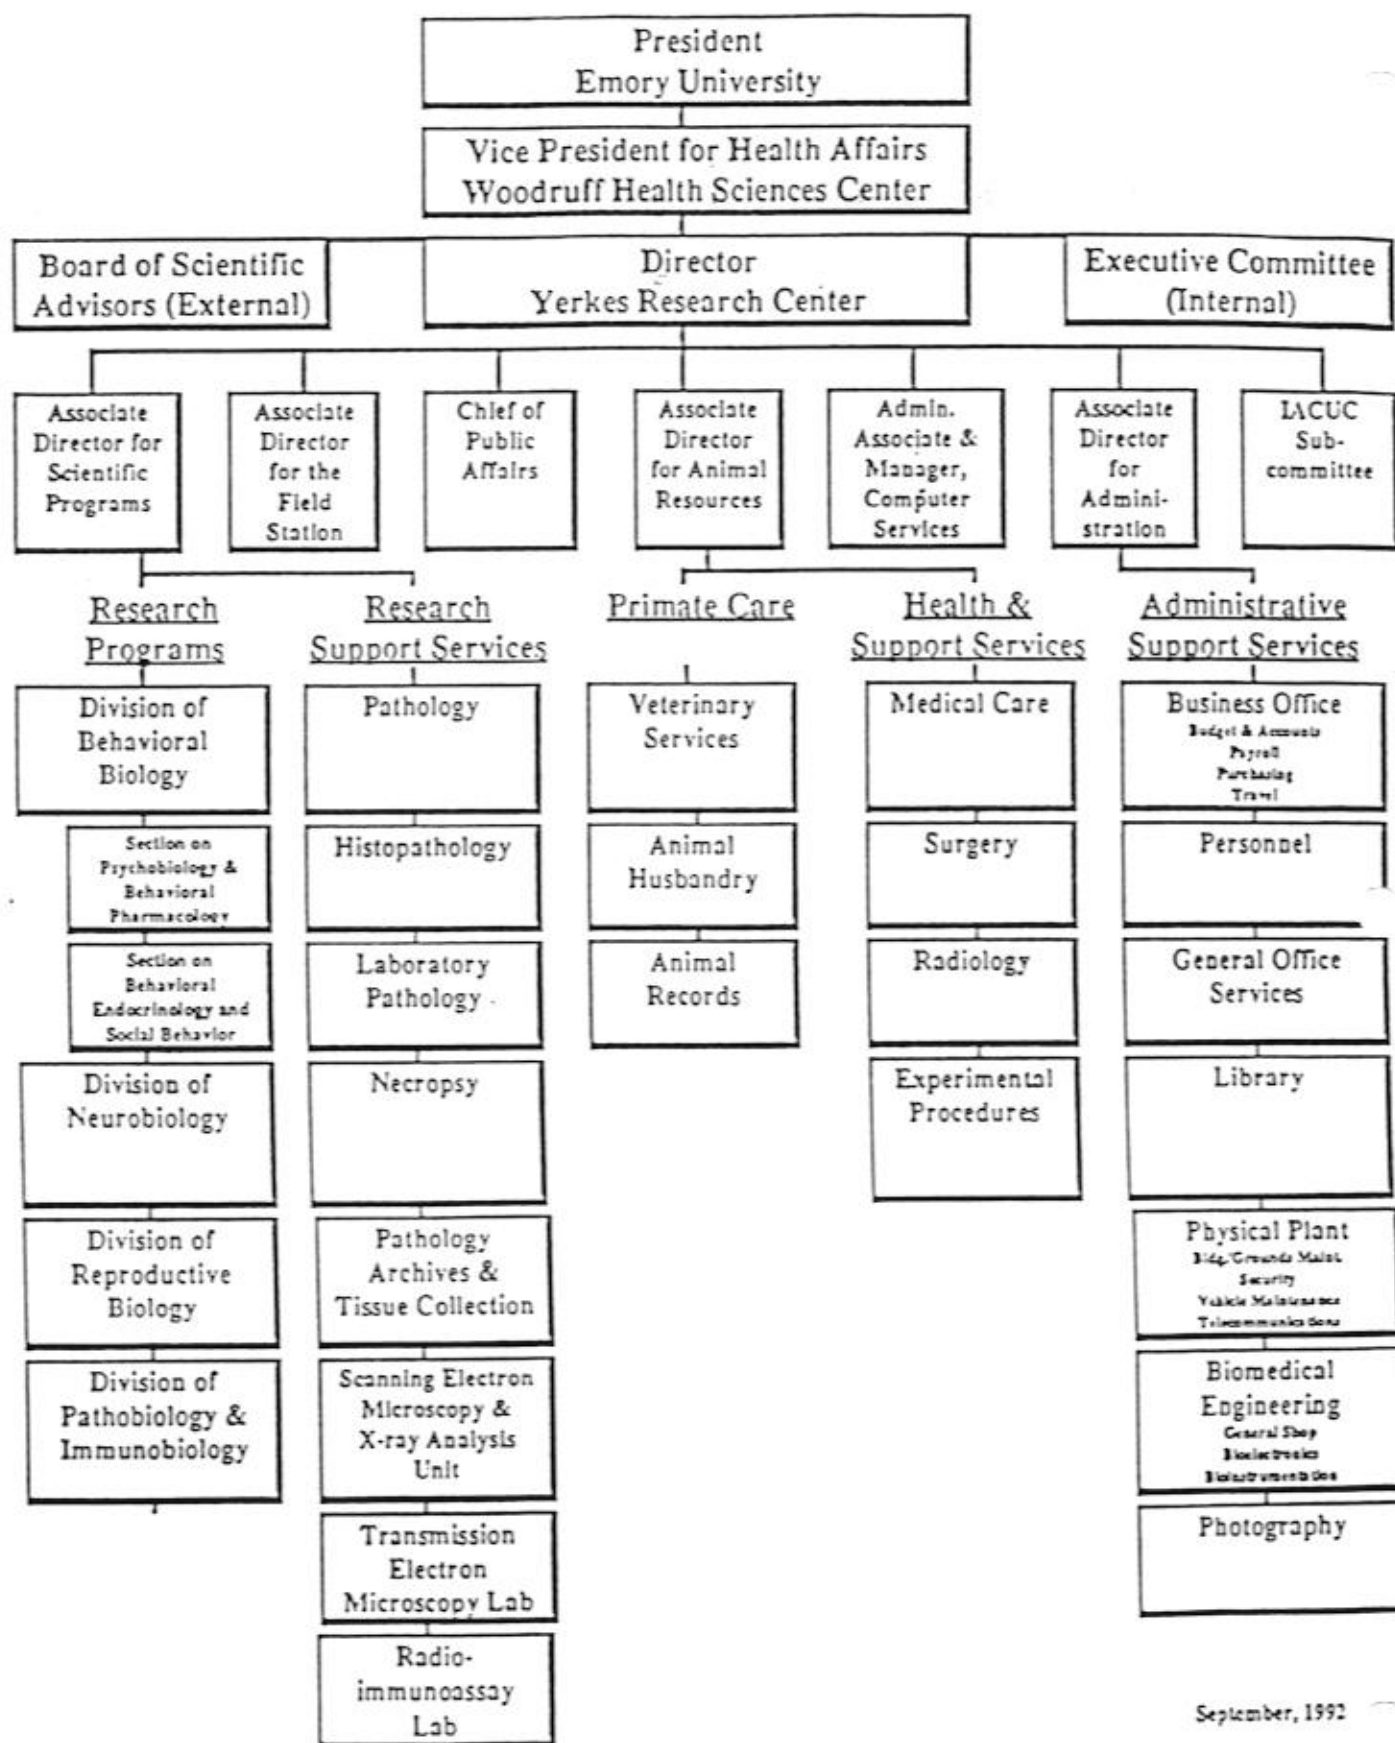 President
Emory University
Vice President for Health Affairs
Woodruff Health Sciences Center
Board of Scientific
Advisors (External)
Director
Yerkes Research Center
Executive Committee
(Internal)
Associate
Director for
Scientific
Programs
Associate
Director
for the
Field
Station
Chief of
Public
Affairs
Associate
Director
for Animal
Resources
Admin.
Associate &
Manager,
Computer
Services
Associate
Director
for
Admini-
stration
IACUC
Sub-
committee
Research
Programs
Research
Support Services
Primate Care
Health &
Support Services
Administrative
Support Services
Division of
Behavioral
Biology
Section on
Psychobiology &
Behavioral
Pharmacology
Section on
Behavioral
Endocrinology and
Social Behavior
Division of
Neurobiology
Division of
Reproductive
Biology
Division of
Pathobiology &
Immunobiology
Pathology
Histopathology
Laboratory
Pathology
Necropsy
Pathology
Archives &
Tissue Collection
Scanning Electron
Microscopy &
X-ray Analysis
Unit
Transmission
Electron
Microscopy Lab
Radio-
immunoassay
Lab
Veterinary
Services
Animal
Husbandry
Animal
Records
Medical Care
Surgery
Radiology
Experimental
Procedures
Business Office
Budget & Accounts
Payroll
Purchasing
Travel
Personnel
General Office
Services
Library
Physical Plant
Bldg./Grounds Maint.
Security
Vehicle Maintenance
Telecommunications
Biomedical
Engineering
General Shop
Bioelectronics
Bioinstrumentation
Photography
September, 1992